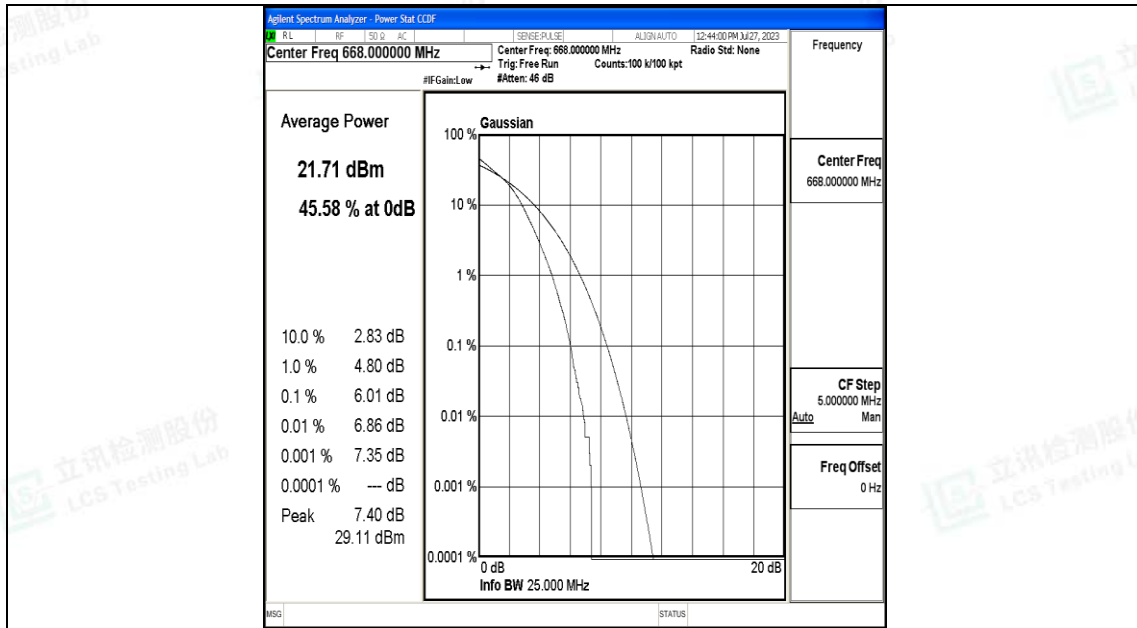 Agilent Spectrum Analyzer - Power Stat CCDF
LXI RL RF 50 Ω AC SENSE:PULSE ALIGN AUTO 12:44:00 PM Jul 27, 2023
Center Freq 668.000000 MHz
Center Freq: 668.000000 MHz Radio Std: None
Trig: Free Run Counts:100 k/100 kpt
#IFGain:Low #Atten: 46 dB
Frequency
Average Power
21.71 dBm
45.58 % at 0dB
10.0 % 2.83 dB
1.0 % 4.80 dB
0.1 % 6.01 dB
0.01 % 6.86 dB
0.001 % 7.35 dB
0.0001 % --- dB
Peak 7.40 dB
29.11 dBm
Gaussian
100 %
10 %
1 %
0.1 %
0.01 %
0.001 %
0.0001 %
0 dB 20 dB
Info BW 25.000 MHz
Center Freq
668.000000 MHz
CF Step
5.000000 MHz
Auto Man
Freq Offset
0 Hz
MSG STATUS
立讯检测股份
LCS Testing Lab
立讯检测股份
LCS Testing L